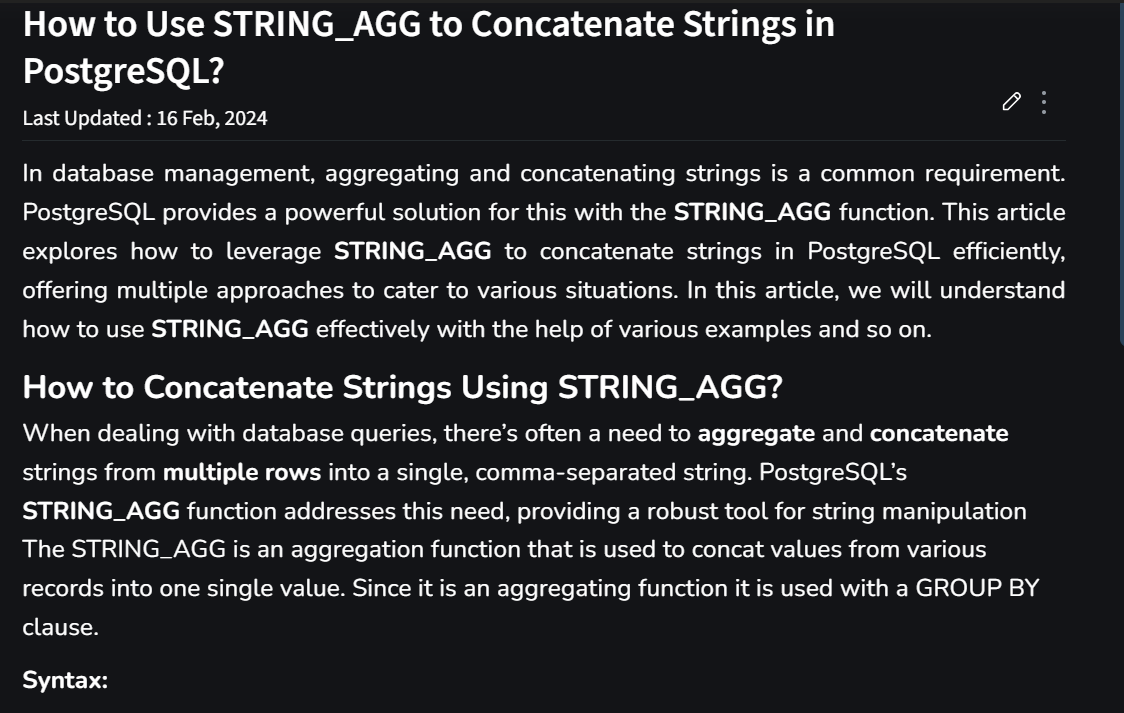 How to Use STRING_AGG to Concatenate Strings in
PostgreSQL?
Last Updated : 16 Feb, 2024
In database management, aggregating and concatenating strings is a common requirement.
PostgreSQL provides a powerful solution for this with the STRING_AGG function. This article
explores how to leverage STRING_AGG to concatenate strings in PostgreSQL efficiently,
offering multiple approaches to cater to various situations. In this article, we will understand
how to use STRING_AGG effectively with the help of various examples and so on.
How to Concatenate Strings Using STRING_AGG?
When dealing with database queries, there’s often a need to aggregate and concatenate
strings from multiple rows into a single, comma-separated string. PostgreSQL’s
STRING_AGG function addresses this need, providing a robust tool for string manipulation
The STRING_AGG is an aggregation function that is used to concat values from various
records into one single value. Since it is an aggregating function it is used with a GROUP BY
clause.
Syntax: